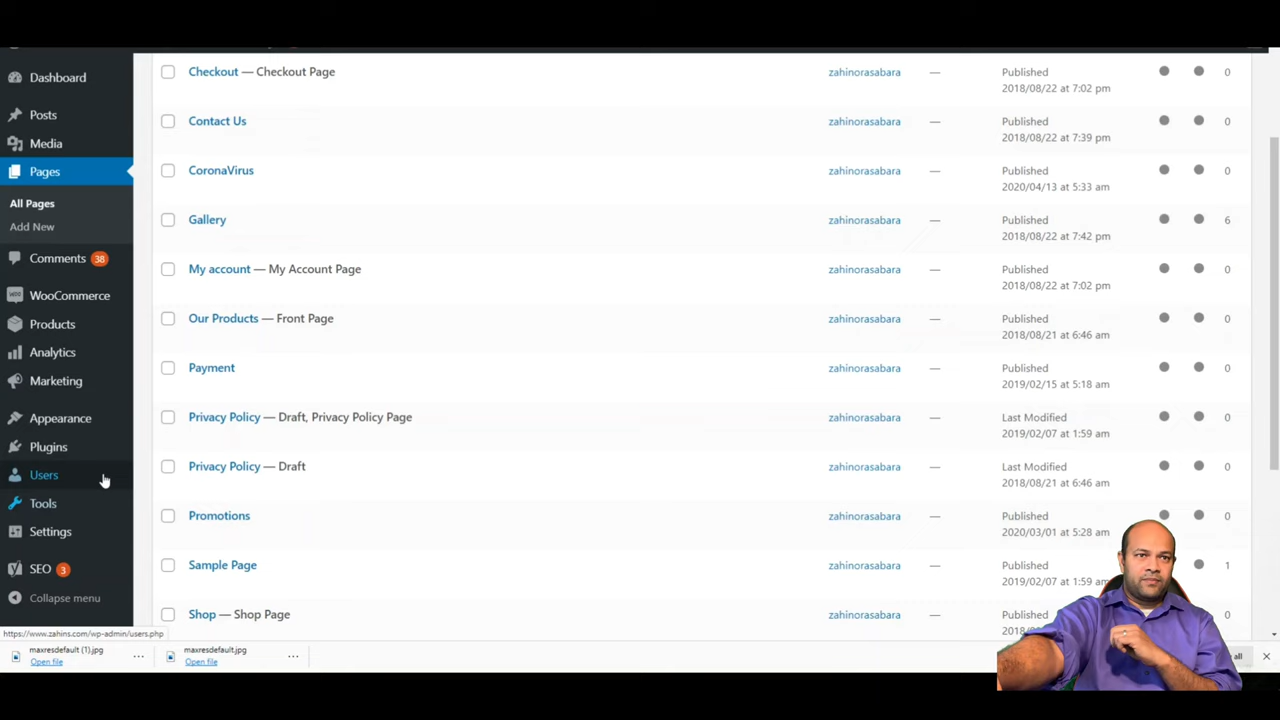 Dashboard
Posts
Media
Pages
All Pages
Add New
Comments 38
WooCommerce
Products
Analytics
Marketing
Appearance
Plugins
Users
Tools
Settings
SEO 3
Collapse menu
Checkout — Checkout Page zahinorasabara — Published 0
2018/08/22 at 7:02 pm
Contact Us zahinorasabara — Published 0
2018/08/22 at 7:39 pm
CoronaVirus zahinorasabara — Published 0
2020/04/13 at 5:33 am
Gallery zahinorasabara — Published 6
2018/08/22 at 7:42 pm
My account — My Account Page zahinorasabara — Published 0
2018/08/22 at 7:02 pm
Our Products — Front Page zahinorasabara — Published 0
2018/08/21 at 6:46 am
Payment zahinorasabara — Published 0
2019/02/15 at 5:18 am
Privacy Policy — Draft, Privacy Policy Page zahinorasabara — Last Modified 0
2019/02/07 at 1:59 am
Privacy Policy — Draft zahinorasabara — Last Modified 0
2018/08/21 at 6:46 am
Promotions zahinorasabara — Published 0
2020/03/01 at 5:28 am
Sample Page zahinorasabara — Published 1
2019/02/07 at 1:59 am
Shop — Shop Page zahinorasabara — Published 0
https://www.zahins.com/wp-admin/users.php
maxresdefault (1).jpg
Open file
maxresdefault.jpg
Open file
all